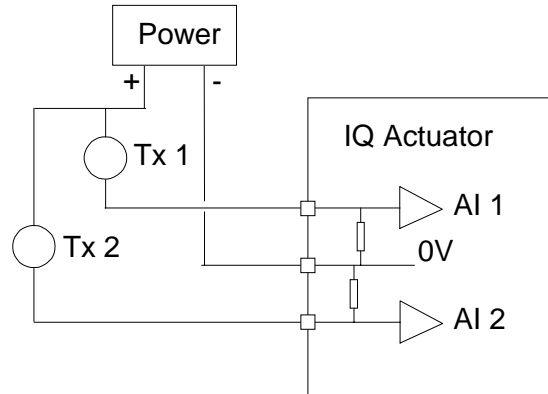 Power
+ -
IQ Actuator
Tx 1
AI 1
Tx 2
0V
AI 2